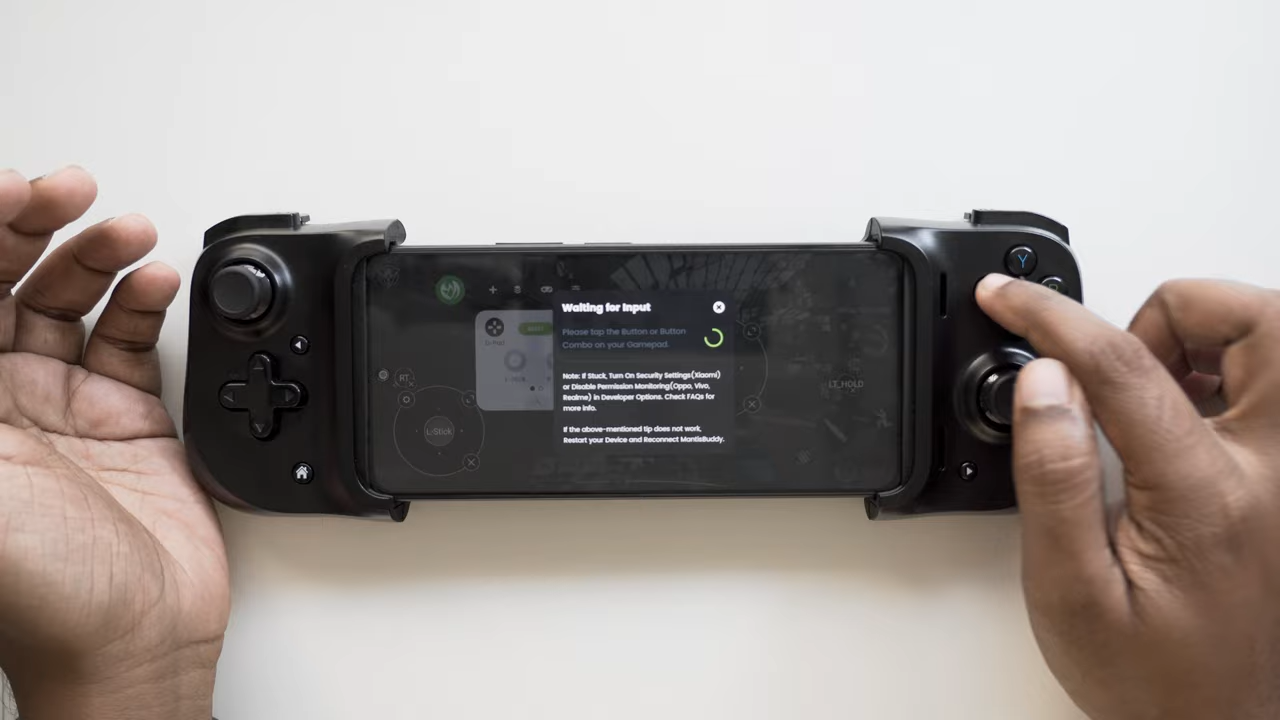 Y
Waiting for Input
Please tap the Button or Button
Combo on your Gamepad.
RT
LT_HOLD
Note: If Stuck, Turn On Security Settings(Xiaomi)
or Disable Permission Monitoring(Oppo, Vivo,
Realme) in Developer Options. Check FAQs for
more info.
L-Stick
If the above-mentioned tip does not work,
Restart your Device and Reconnect MantisBuddy.